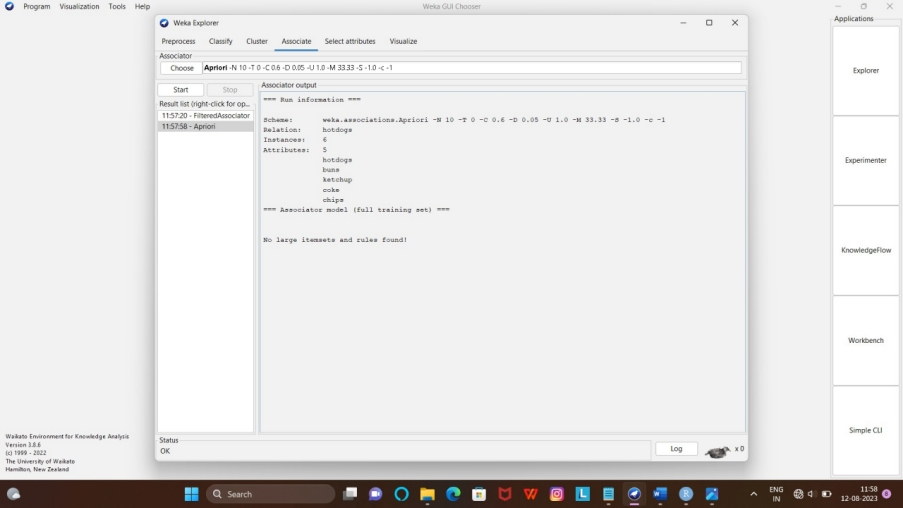 Program Visualization Tools Help
Weka GUI Chooser
Applications
Weka Explorer
Preprocess Classify Cluster Associate Select attributes Visualize
Associator
Choose Apriori -N 10 -T 0 -C 0.6 -D 0.05 -U 1.0 -M 33.33 -S -1.0 -c -1
Start Stop
Result list (right-click for op...
11:57:20 - FilteredAssociator
11:57:58 - Apriori
Associator output
=== Run information ===
Scheme: weka.associations.Apriori -N 10 -T 0 -C 0.6 -D 0.05 -U 1.0 -M 33.33 -S -1.0 -c -1
Relation: hotdogs
Instances: 6
Attributes: 5
hotdogs
buns
ketchup
coke
chips
=== Associator model (full training set) ===
No large itemsets and rules found!
Status
OK
Log
x 0
Explorer
Experimenter
KnowledgeFlow
Workbench
Simple CLI
Waikato Environment for Knowledge Analysis
Version 3.8.6
(c) 1999 - 2022
The University of Waikato
Hamilton, New Zealand
Search
ENG
IN
11:58
12-08-2023